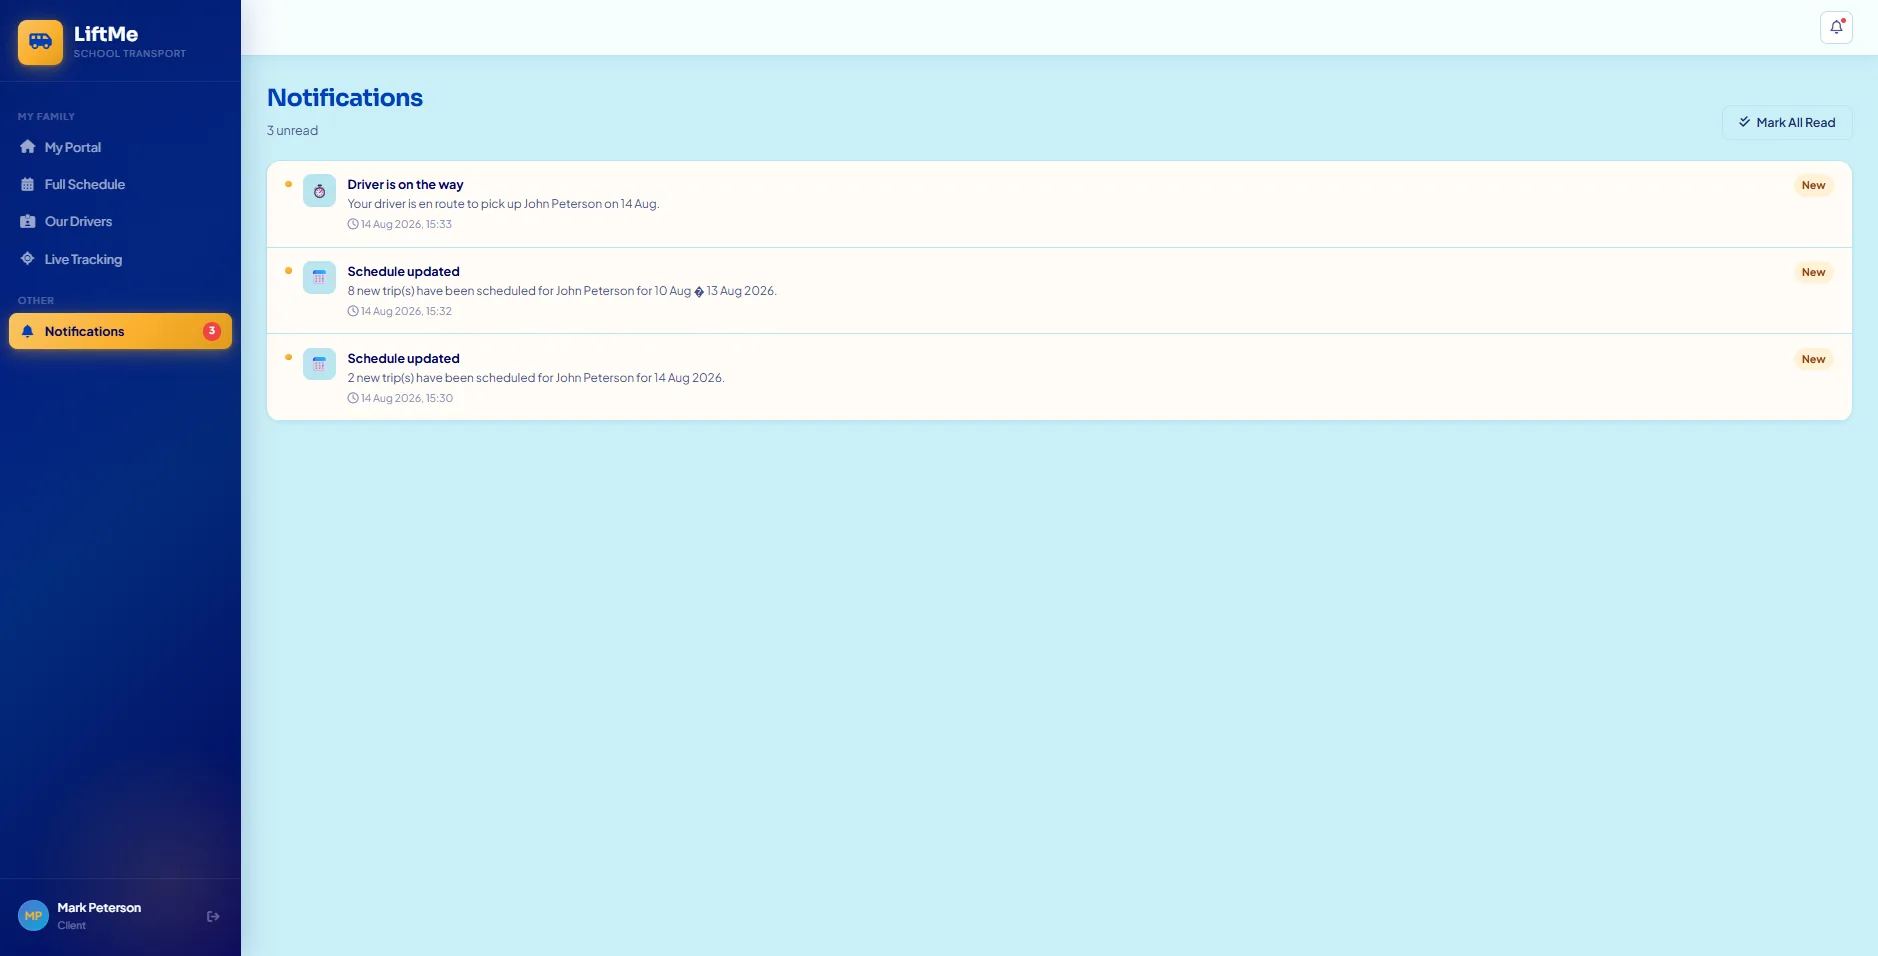 LiftMe
SCHOOL TRANSPORT
MY FAMILY
My Portal
Full Schedule
Our Drivers
Live Tracking
OTHER
Notifications 3
Mark Peterson
MP
Client
Notifications
3 unread
Mark All Read
Driver is on the way
New
Your driver is en route to pick up John Peterson on 14 Aug.
14 Aug 2026, 15:33
Schedule updated
New
8 new trip(s) have been scheduled for John Peterson for 10 Aug � 13 Aug 2026.
14 Aug 2026, 15:32
Schedule updated
New
2 new trip(s) have been scheduled for John Peterson for 14 Aug 2026.
14 Aug 2026, 15:30